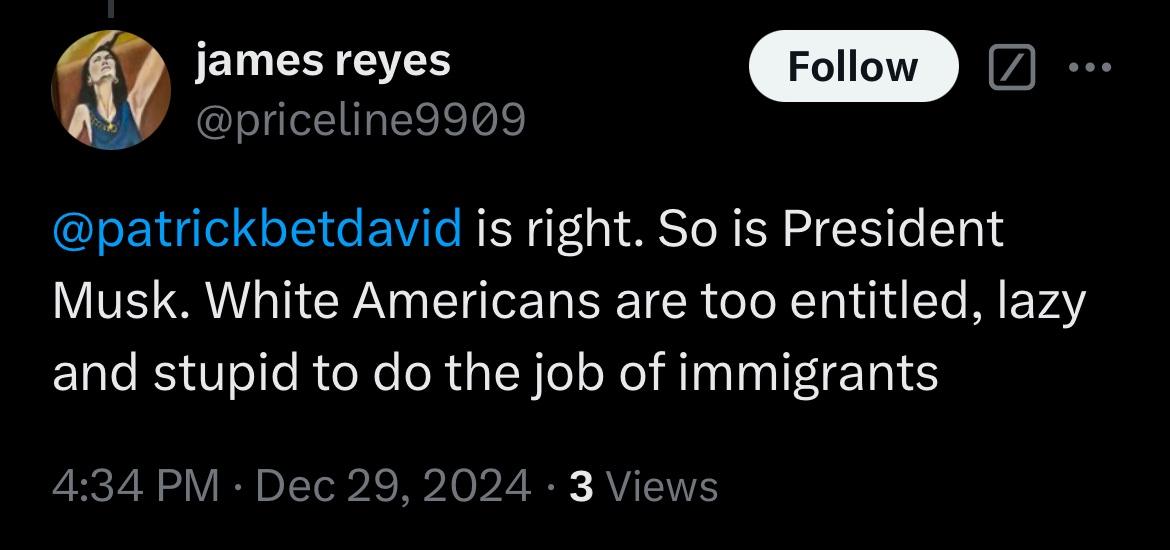 james reyes
Follow
@priceline9909
@patrickbetdavid is right. So is President
Musk. White Americans are too entitled, lazy
and stupid to do the job of immigrants
4:34 PM · Dec 29, 2024 · 3 Views